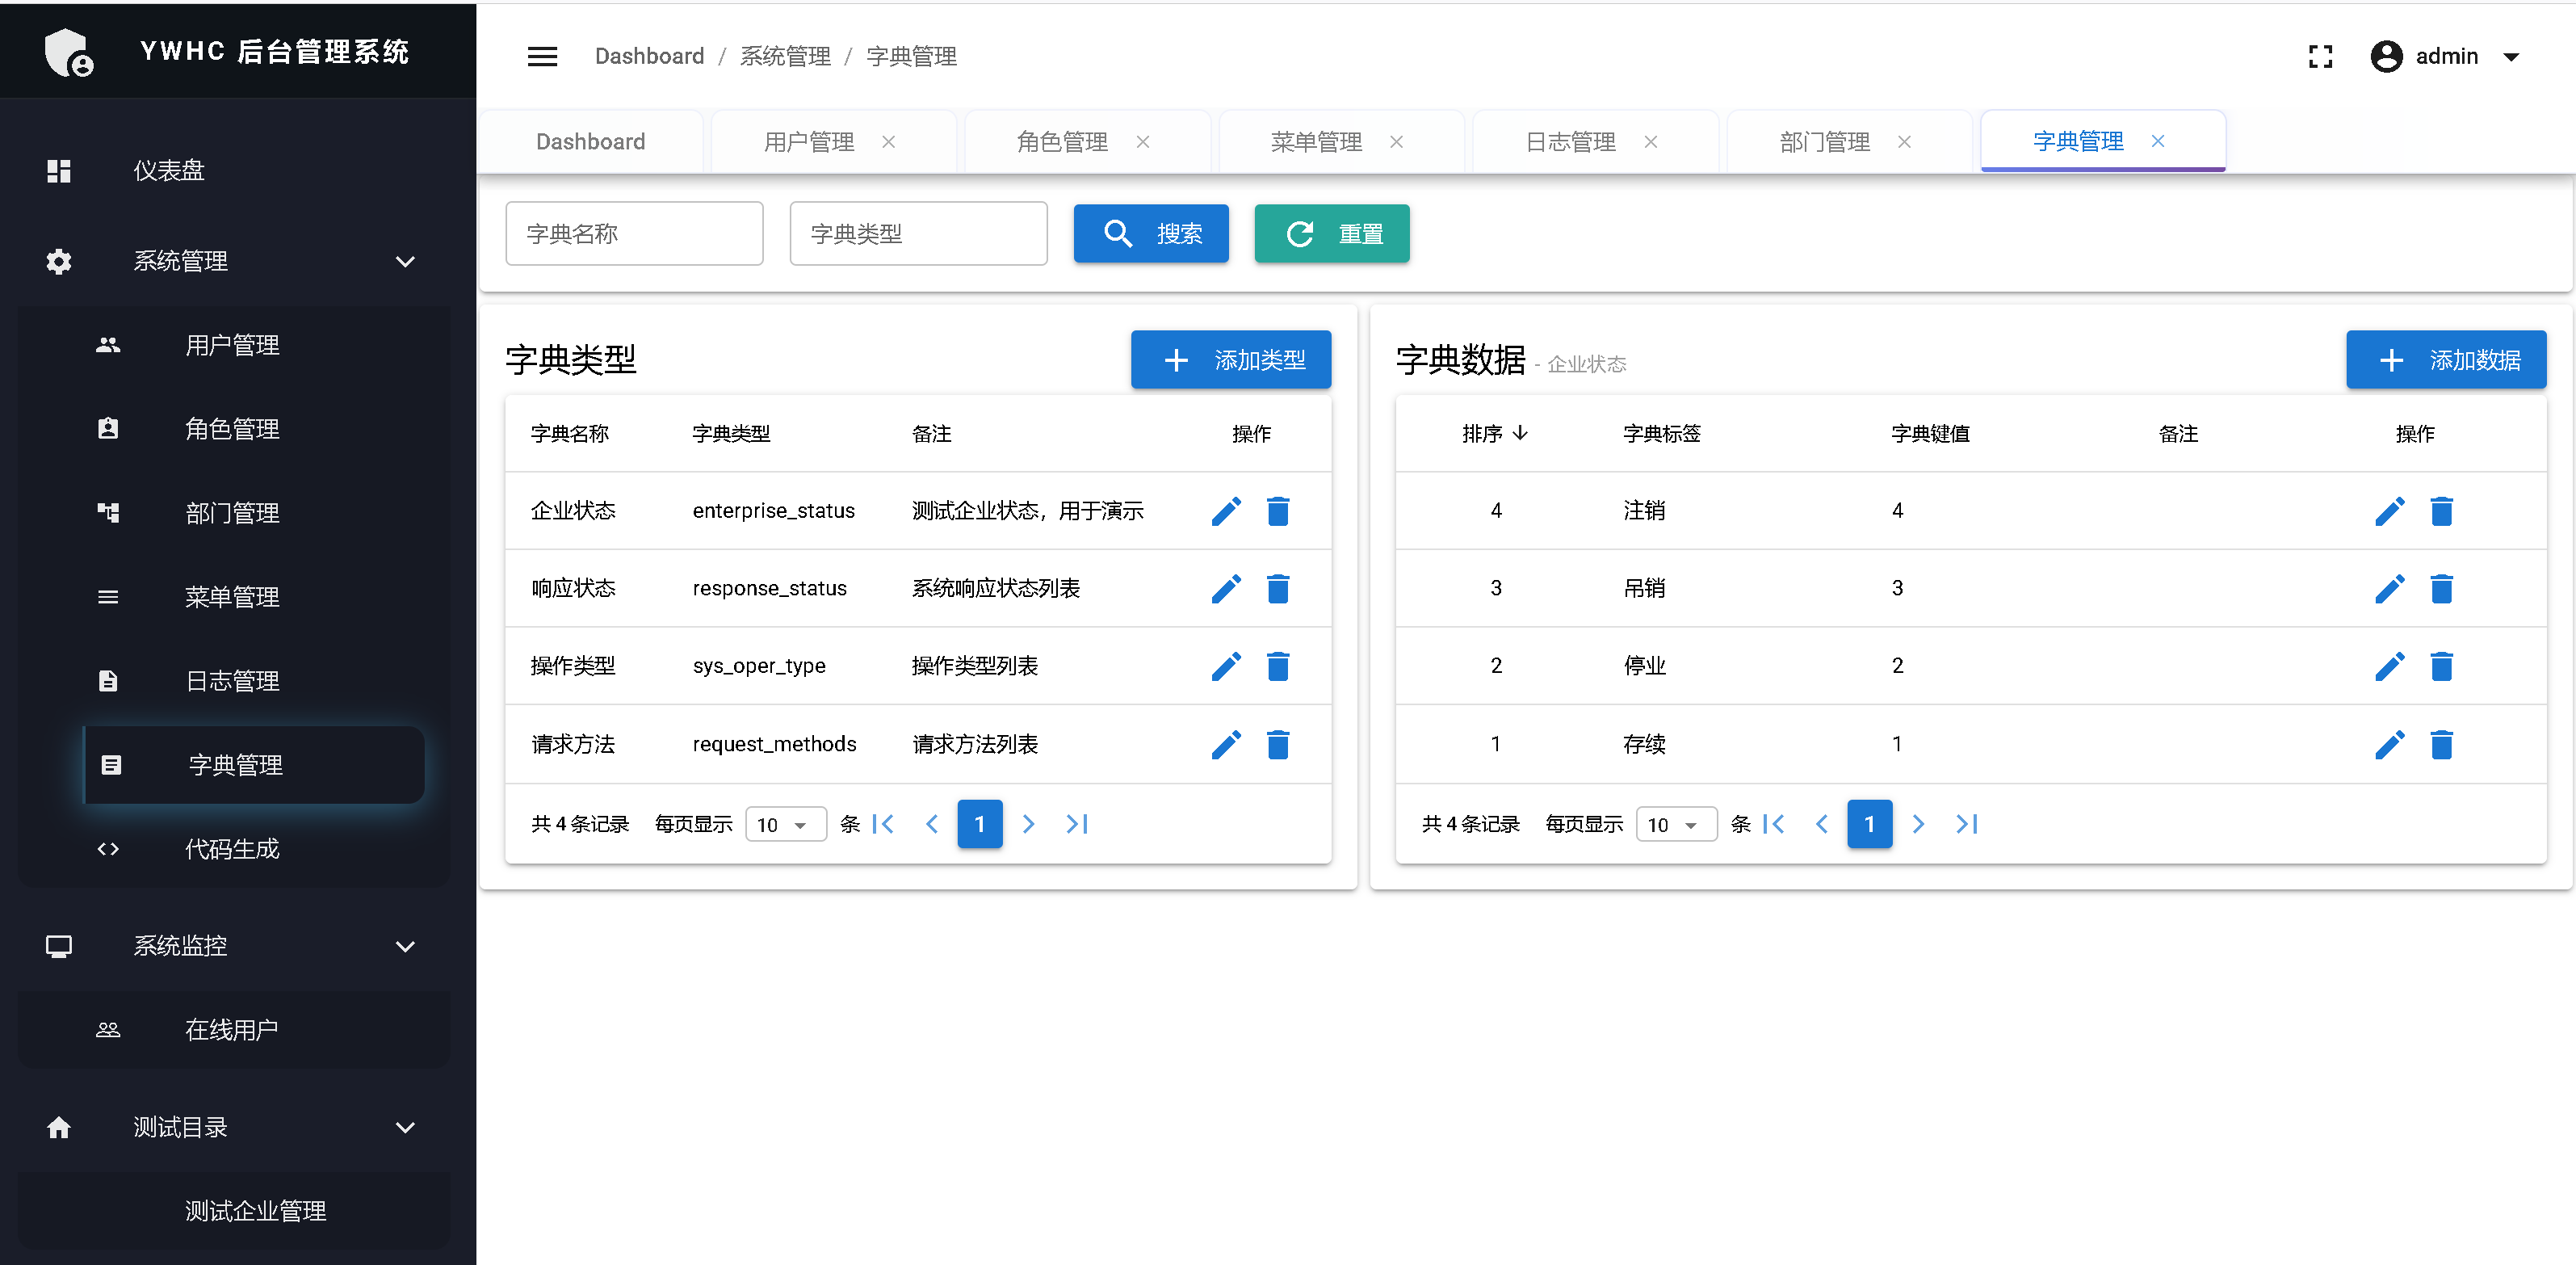 YWHC 后台管理系统
仪表盘
系统管理
用户管理
角色管理
部门管理
菜单管理
日志管理
字典管理
代码生成
系统监控
在线用户
测试目录
测试企业管理
Dashboard / 系统管理 / 字典管理
admin
Dashboard 用户管理 角色管理 菜单管理 日志管理 部门管理 字典管理
字典名称 字典类型 搜索 重置
字典类型 添加类型
字典名称 字典类型 备注 操作
企业状态 enterprise_status 测试企业状态，用于演示
响应状态 response_status 系统响应状态列表
操作类型 sys_oper_type 操作类型列表
请求方法 request_methods 请求方法列表
共 4 条记录 每页显示 10 条 1
字典数据 - 企业状态 添加数据
排序 字典标签 字典键值 备注 操作
4 注销 4
3 吊销 3
2 停业 2
1 存续 1
共 4 条记录 每页显示 10 条 1